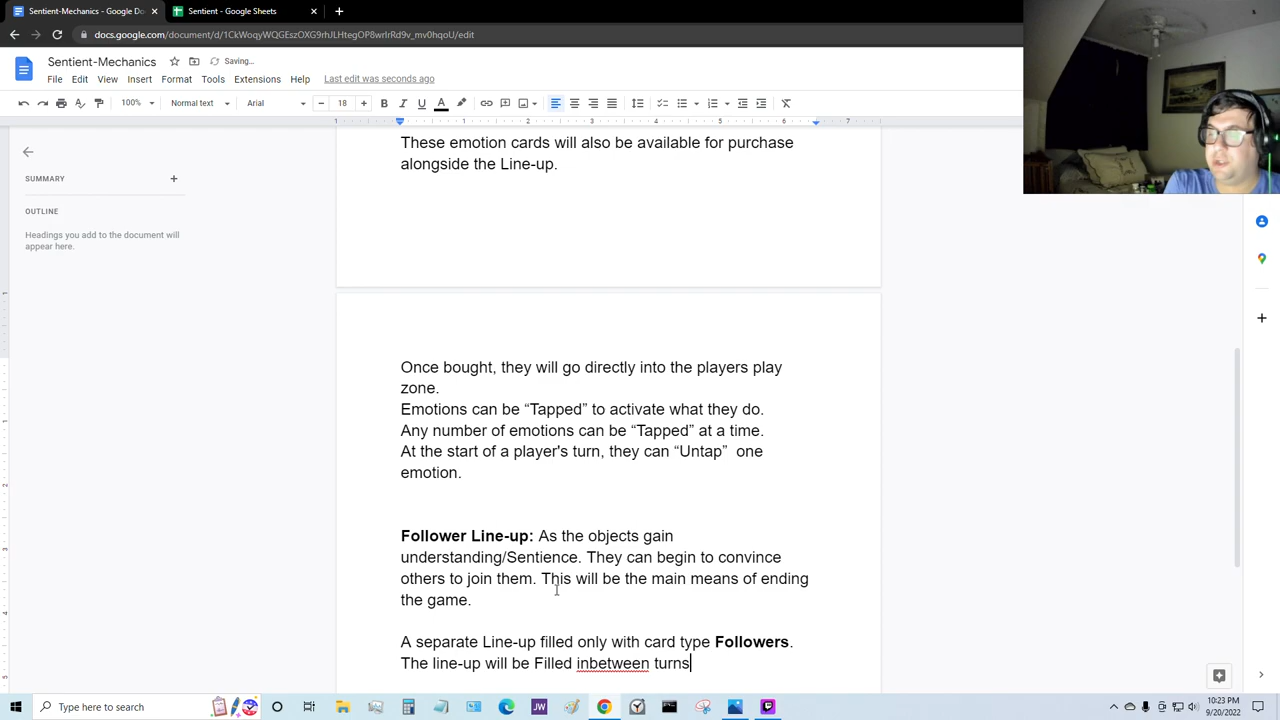 Sentient-Mechanics - Google Docs
Sentient - Google Sheets
docs.google.com/document/d/1CkWoqyWQGEszOXG9rhJLHtegOP8wrIrRd9v_mv0hqoU/edit
Sentient-Mechanics
Saving...
File Edit View Insert Format Tools Extensions Help Last edit was seconds ago
100% Normal text Arial 18
SUMMARY
OUTLINE
Headings you add to the document will
appear here.
These emotion cards will also be available for purchase
alongside the Line-up.
Once bought, they will go directly into the players play
zone.
Emotions can be “Tapped” to activate what they do.
Any number of emotions can be “Tapped” at a time.
At the start of a player's turn, they can “Untap”  one
emotion.
Follower Line-up: As the objects gain
understanding/Sentience. They can begin to convince
others to join them. This will be the main means of ending
the game.
A separate Line-up filled only with card type Followers.
The line-up will be Filled inbetween turns
Type here to search
JW
10:23 PM
9/20/2022